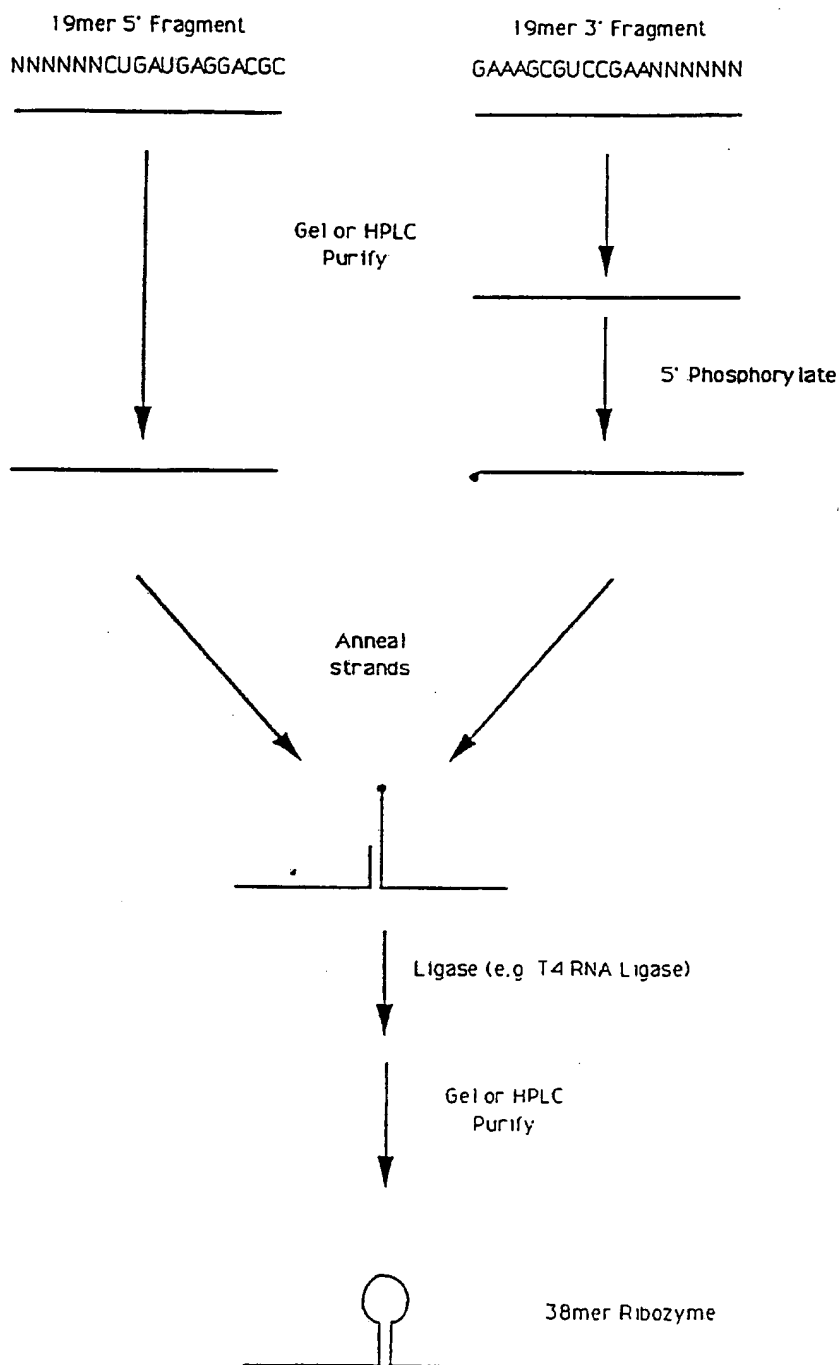 19mer 5' Fragment
NNNNNNCUGAUGAGGACGC
19mer 3' Fragment
GAAAGCGUCCGAANNNNNN
Gel or HPLC
Purify
5' Phosphorylate
Anneal
strands
Ligase (e.g T4 RNA Ligase)
Gel or HPLC
Purify
38mer Ribozyme